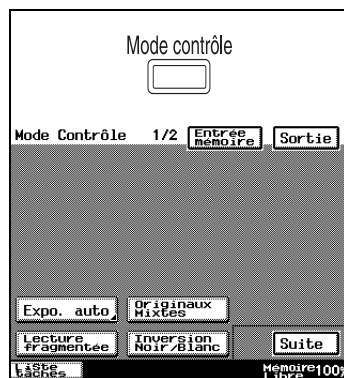 Mode contrôle
Mode Contrôle 1/2 Entrée mémoire Sortie
Expo. auto Originaux Mixtes
Lecture fragmentée Inversion Noir/Blanc Suite
Liste tâches Mémoire Libre 100%